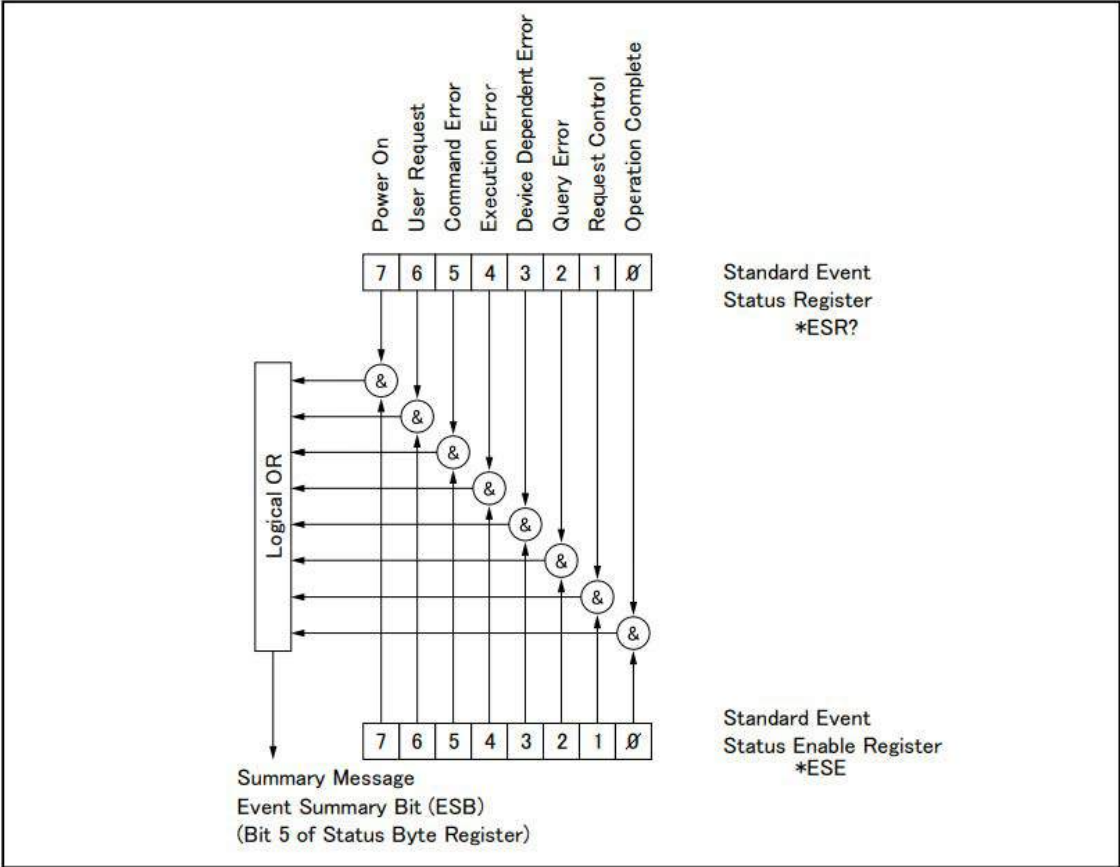 Power On
User Request
Command Error
Execution Error
Device Dependent Error
Query Error
Request Control
Operation Complete
7 6 5 4 3 2 1 0̸
Standard Event
Status Register
*ESR?
&
&
&
&
&
&
&
&
Logical OR
7 6 5 4 3 2 1 0̸
Standard Event
Status Enable Register
*ESE
Summary Message
Event Summary Bit (ESB)
(Bit 5 of Status Byte Register)